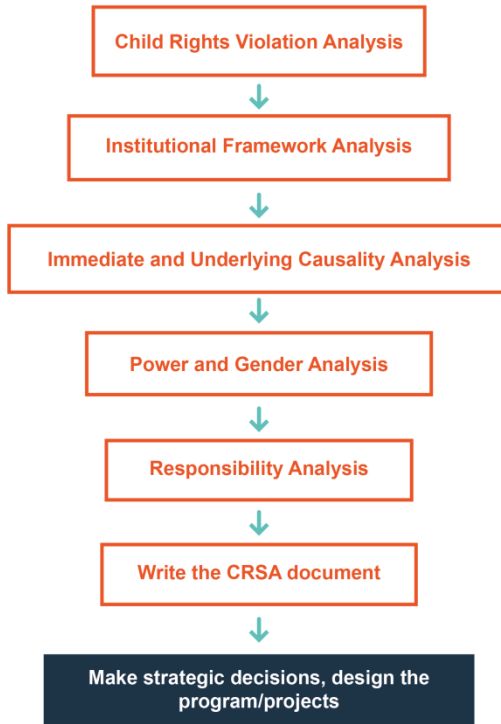 Child Rights Violation Analysis
Institutional Framework Analysis
Immediate and Underlying Causality Analysis
Power and Gender Analysis
Responsibility Analysis
Write the CRSA document
Make strategic decisions, design the
program/projects